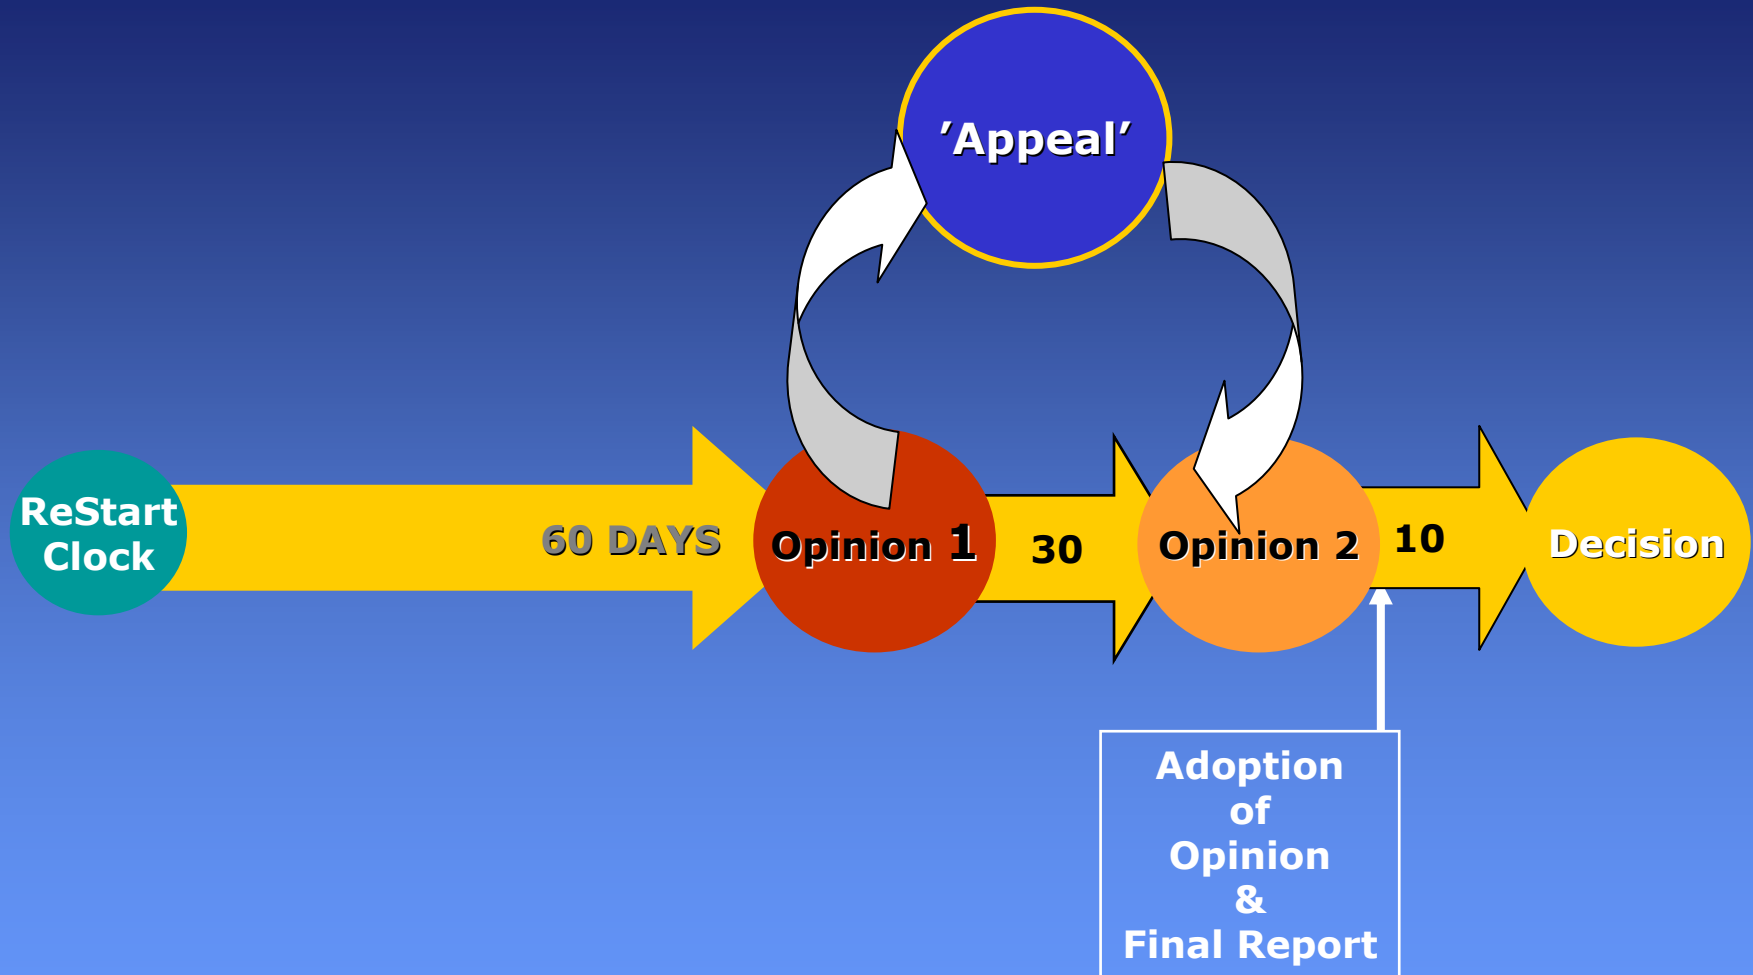 ’Appeal’
ReStart
Clock
60 DAYS
Opinion 1
30
Opinion 2
10
Decision
Adoption
of
Opinion
&
Final Report